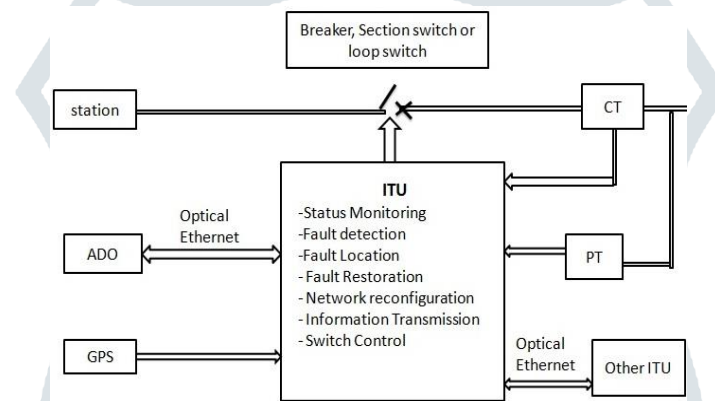 Breaker, Section switch or
loop switch
station
CT
ITU
-Status Monitoring
-Fault detection
-Fault Location
- Fault Restoration
- Network reconfiguration
- Information Transmission
- Switch Control
Optical
Ethernet
ADO
PT
GPS
Optical
Ethernet
Other ITU